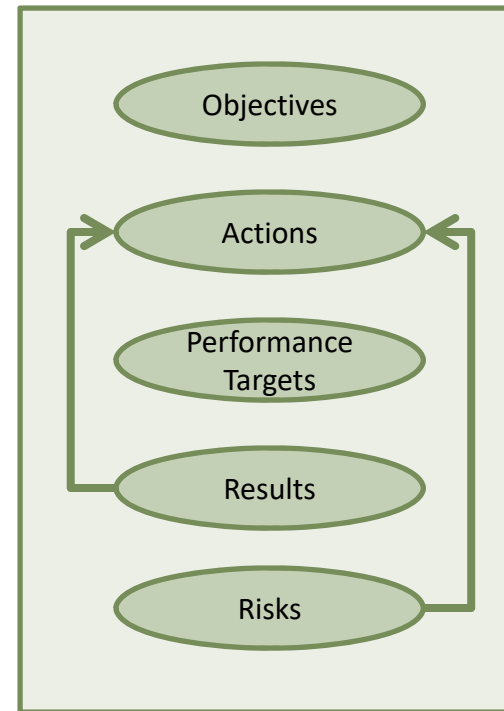 Objectives
Actions
Performance
Targets
Results
Risks